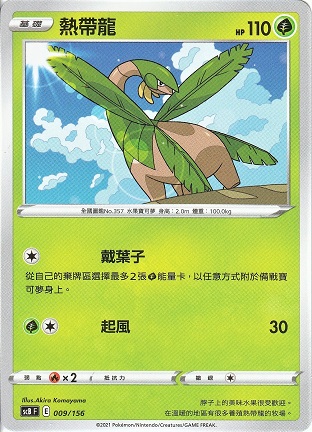 基礎
熱帶龍
HP 110
全國圖鑑No.357 水果寶可夢 身高：2.0m 體重：100.0kg
戴葉子
從自己的棄牌區選擇最多2張能量卡，以任意方式附於備戰寶
可夢身上。
起風 30
弱點 ×2 抵抗力 撤退
Illus.Akira Komayama
scB F E 009/156
脖子上的美味水果很受歡迎。
在溫暖的地區有很多養殖熱帶龍的牧場。
©2021 Pokémon/Nintendo/Creatures/GAME FREAK.